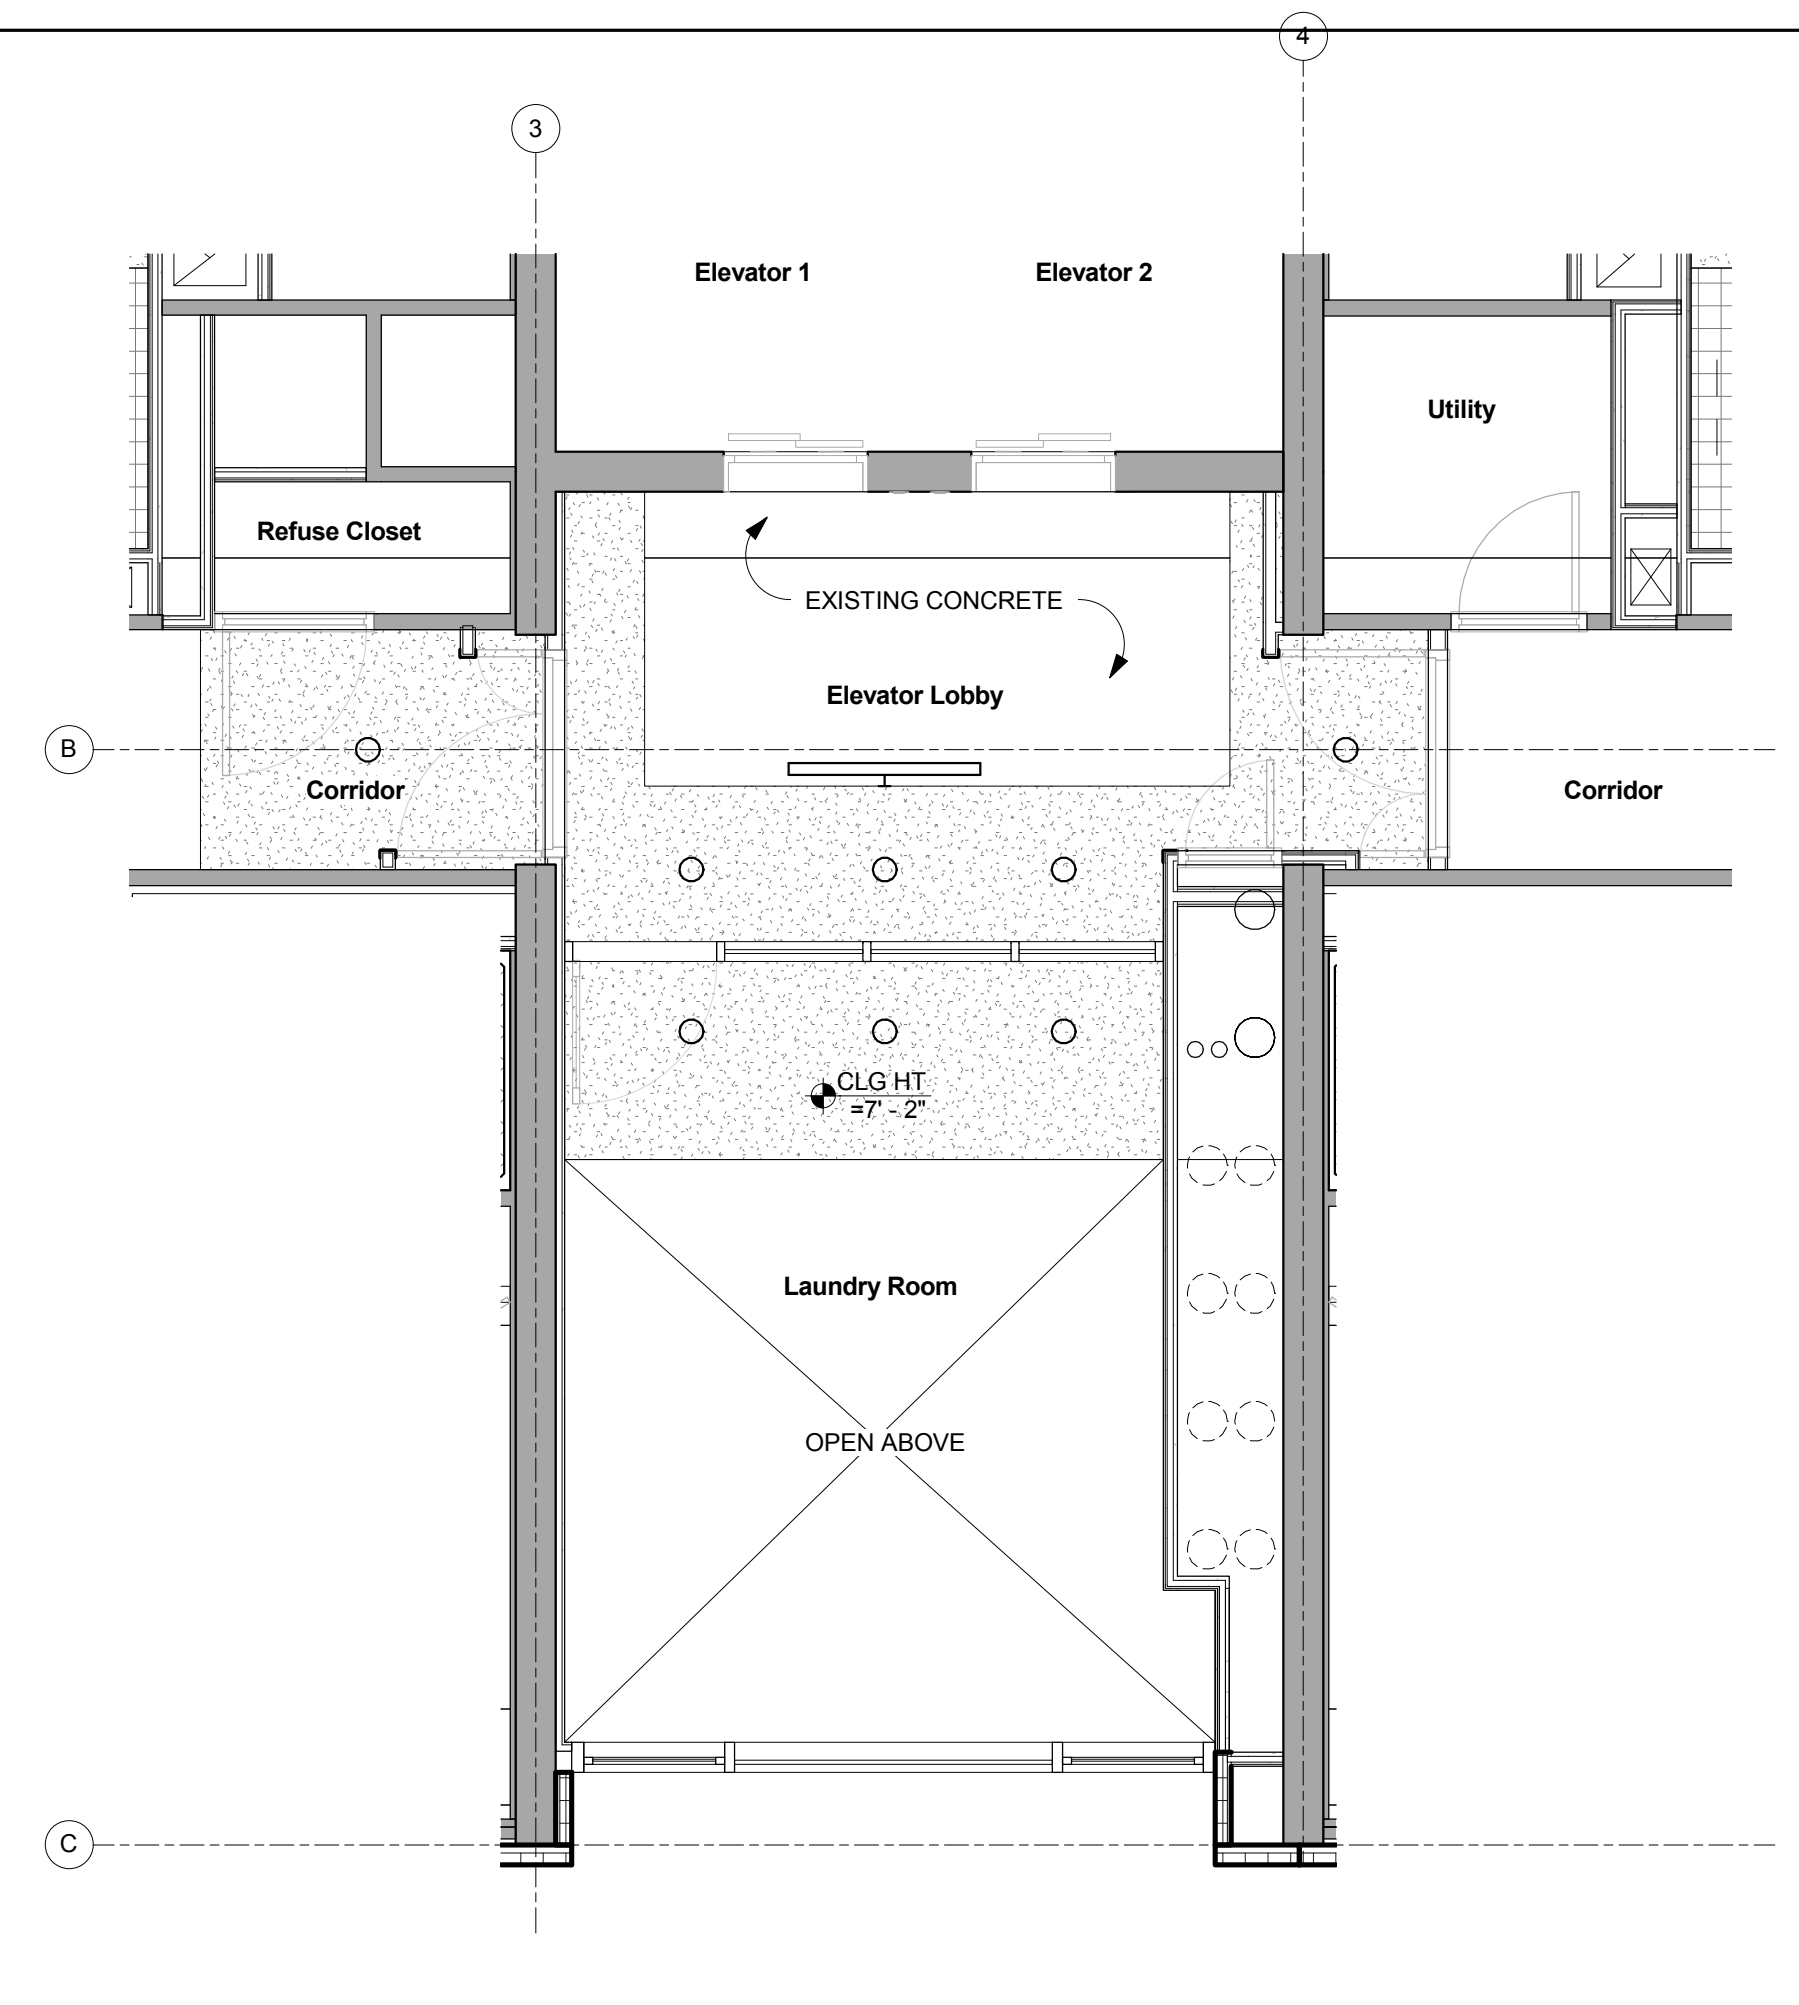 4
3
Elevator 1
Elevator 2
Utility
Refuse Closet
EXISTING CONCRETE
Elevator Lobby
B
Corridor
Corridor
CLG HT
=7' - 2"
Laundry Room
OPEN ABOVE
C